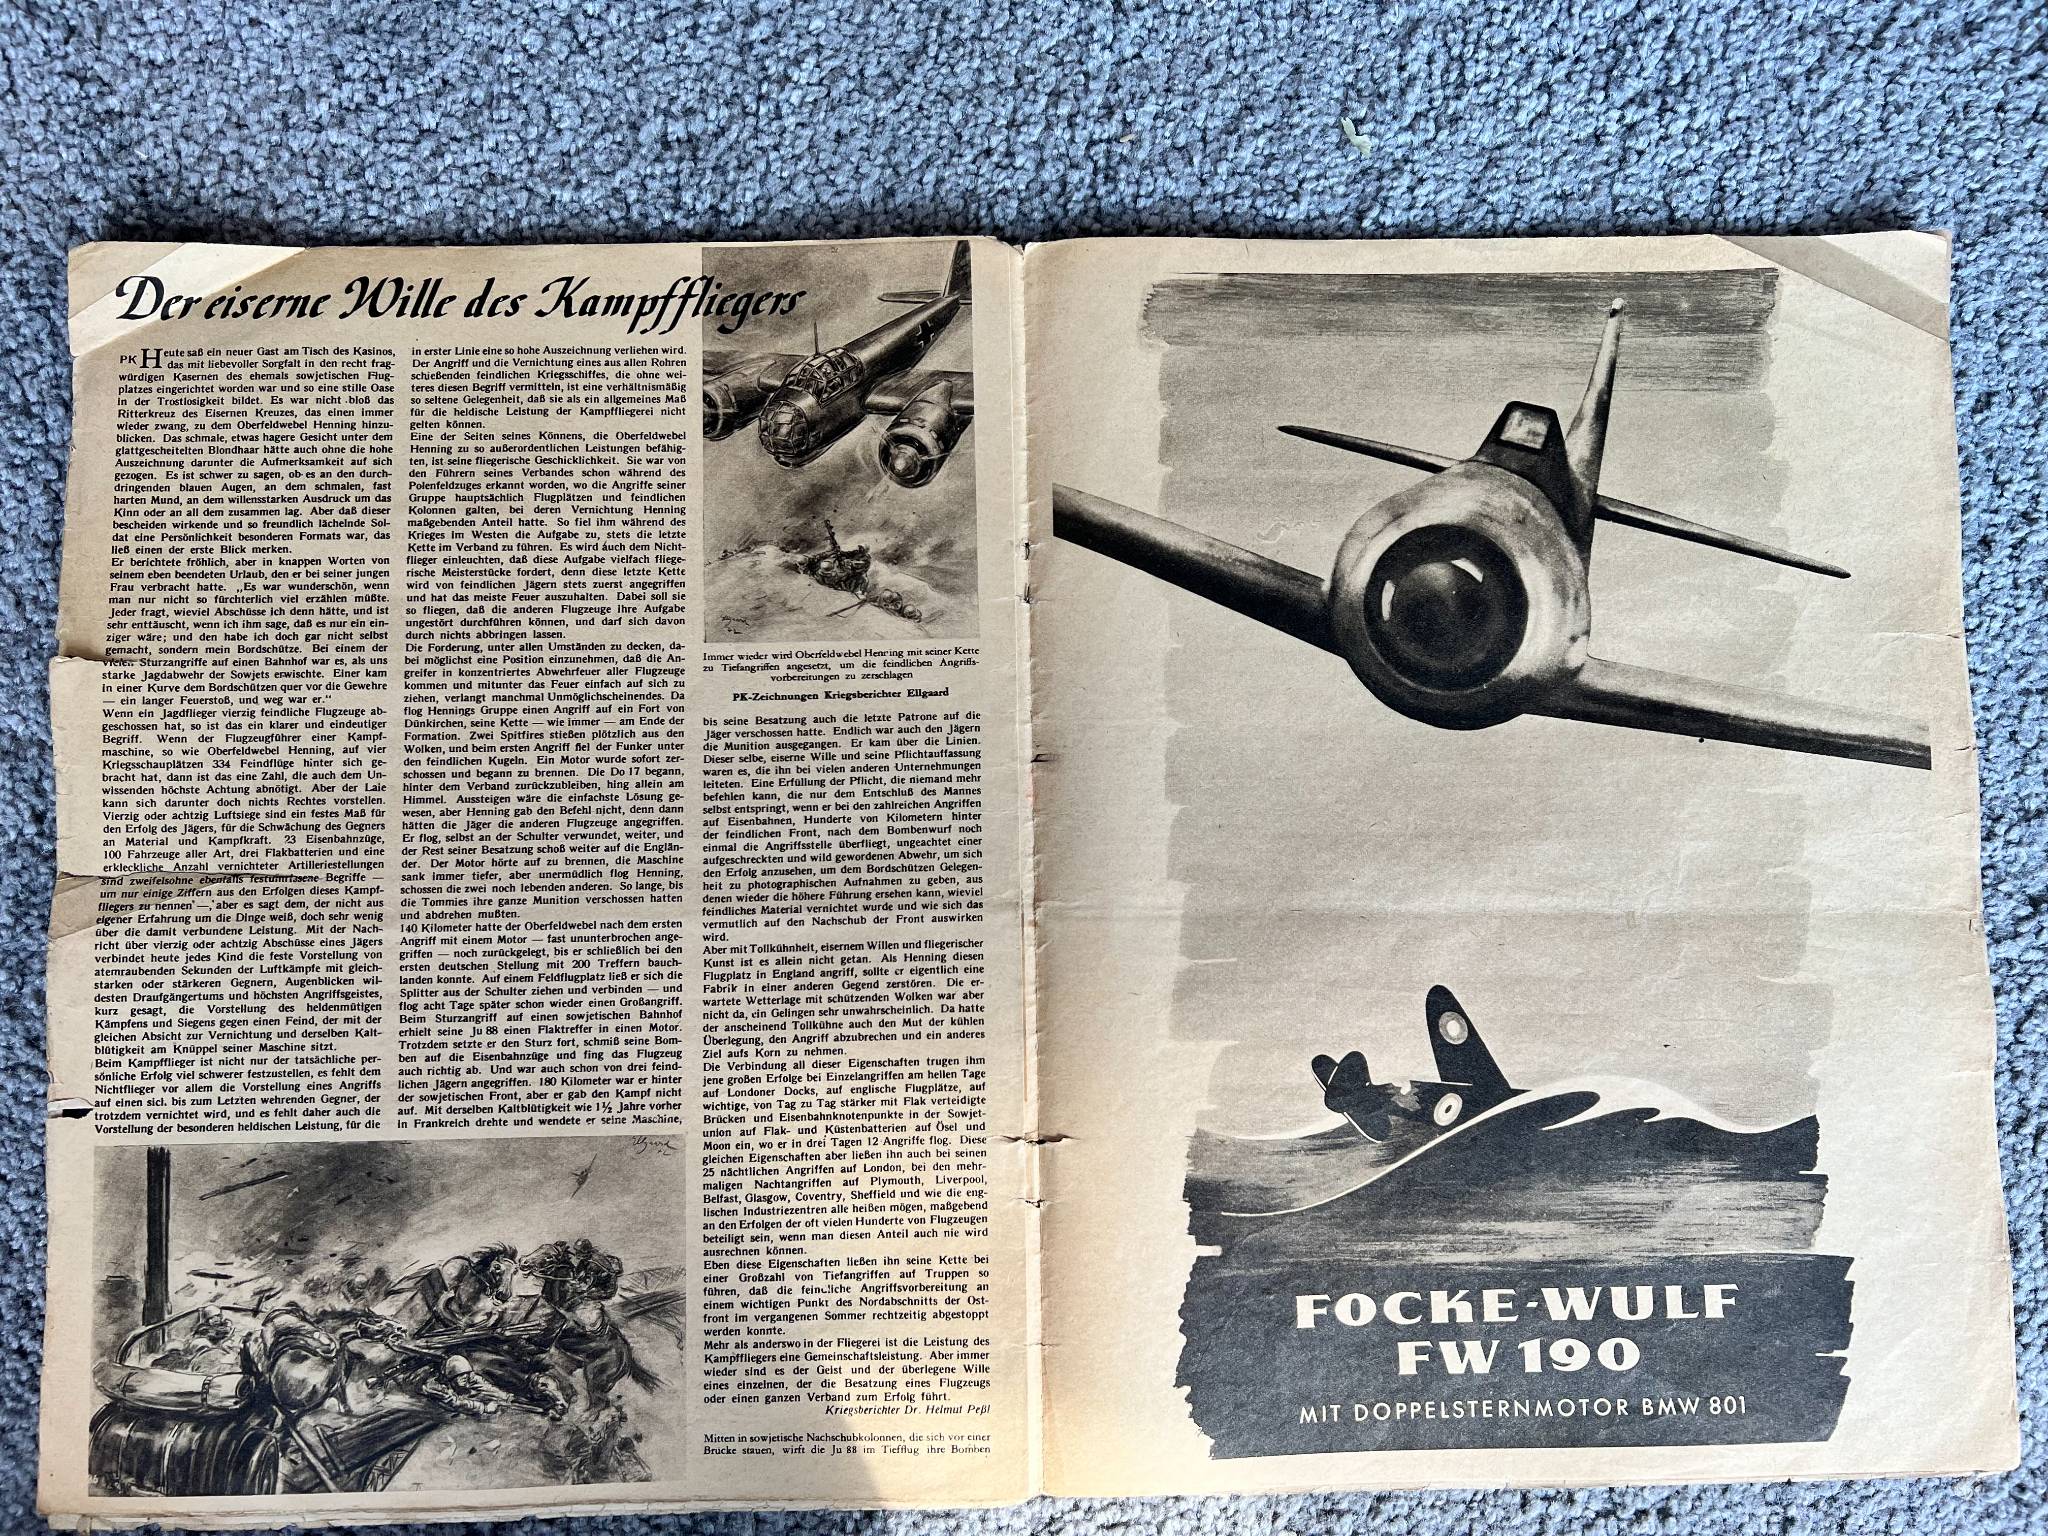 Der eiserne Wille des Kampffliegers
PK Heute saß ein neuer Gast am Tisch des Kasinos,
das mit liebevoller Sorgfalt in den recht frag-
würdigen Kasernen des ehemals sowjetischen Flug-
platzes eingerichtet worden war und so eine stille Oase
in der Trostlosigkeit bildet. Es war nicht bloß das
Ritterkreuz des Eisernen Kreuzes, das einen immer
wieder zwang, zu dem Oberfeldwebel Henning hinzu-
blicken. Das schmale, etwas hagere Gesicht unter dem
glattgescheitelten Blondhaar hätte auch ohne die hohe
Auszeichnung darunter die Aufmerksamkeit auf sich
gezogen. Es ist schwer zu sagen, ob es an den durch-
dringenden blauen Augen, an dem schmalen, fast
harten Mund, an dem willensstarken Ausdruck um das
Kinn oder an all dem zusammen lag. Aber daß dieser
bescheiden wirkende und so freundlich lächelnde Sol-
dat eine Persönlichkeit besonderen Formats war, das
ließ einen der erste Blick merken.
Er berichtete fröhlich, aber in knappen Worten von
seinem eben beendeten Urlaub, den er bei seiner jungen
Frau verbracht hatte. „Es war wunderschön, wenn
man nur nicht so fürchterlich viel erzählen müßte.
Jeder fragt, wieviel Abschüsse ich denn hätte, und ist
sehr enttäuscht, wenn ich ihm sage, daß es nur ein ein-
ziger wäre; und den habe ich doch gar nicht selbst
gemacht, sondern mein Bordschütze. Bei einem der
vielen Sturzangriffe auf einen Bahnhof war es, als uns
starke Jagdabwehr der Sowjets erwischte. Einer kam
in einer Kurve dem Bordschützen quer vor die Gewehre
— ein langer Feuerstoß, und weg war er.“
Wenn ein Jagdflieger vierzig feindliche Flugzeuge ab-
geschossen hat, so ist das ein klarer und eindeutiger
Begriff. Wenn der Flugzeugführer einer Kampf-
maschine, so wie Oberfeldwebel Henning, auf vier
Kriegsschauplätzen 334 Feindflüge hinter sich ge-
bracht hat, dann ist das eine Zahl, die auch dem Un-
wissenden höchste Achtung abnötigt. Aber der Laie
kann sich darunter doch nichts Rechtes vorstellen.
Vierzig oder achtzig Luftsiege sind ein festes Maß für
den Erfolg des Jägers, für die Schwächung des Gegners
an Material und Kampfkraft. 23 Eisenbahnzüge,
100 Fahrzeuge aller Art, drei Flakbatterien und eine
erkleckliche Anzahl vernichteter Artilleriestellungen
sind zweifelsohne ebenfalls festumrissene Begriffe —
um nur einige Ziffern aus den Erfolgen dieses Kampf-
fliegers zu nennen —, aber es sagt dem, der nicht aus
eigener Erfahrung um die Dinge weiß, doch sehr wenig
über die damit verbundene Leistung. Mit der Nach-
richt über vierzig oder achtzig Abschüsse eines Jägers
verbindet heute jedes Kind die feste Vorstellung von
atemraubenden Sekunden der Luftkämpfe mit gleich-
starken oder stärkeren Gegnern, Augenblicken wil-
desten Draufgängertums und höchsten Angriffsgeistes,
kurz gesagt, die Vorstellung des heldenmütigen
Kämpfens und Siegens gegen einen Feind, der mit der
gleichen Absicht zur Vernichtung und derselben Kalt-
blütigkeit am Knüppel seiner Maschine sitzt.
Beim Kampfflieger ist nicht nur der tatsächliche per-
sönliche Erfolg viel schwerer festzustellen, es fehlt dem
Nichtflieger vor allem die Vorstellung eines Angriffs
auf einen sich bis zum Letzten wehrenden Gegner, der
trotzdem vernichtet wird, und es fehlt daher auch die
Vorstellung der besonderen heldischen Leistung, für die
in erster Linie eine so hohe Auszeichnung verliehen wird.
Der Angriff und die Vernichtung eines aus allen Rohren
schießenden feindlichen Kriegsschiffes, die ohne wei-
teres diesen Begriff vermitteln, ist eine verhältnismäßig
so seltene Gelegenheit, daß sie als ein allgemeines Maß
für die heldische Leistung der Kampffliegerei nicht
gelten können.
Eine der Seiten seines Könnens, die Oberfeldwebel
Henning zu so außerordentlichen Leistungen befähig-
ten, ist seine fliegerische Geschicklichkeit. Sie war von
den Führern seines Verbandes schon während des
Polenfeldzuges erkannt worden, wo die Angriffe seiner
Gruppe hauptsächlich Flugplätzen und feindlichen
Kolonnen galten, bei deren Vernichtung Henning
maßgebenden Anteil hatte. So fiel ihm während des
Krieges im Westen die Aufgabe zu, stets die letzte
Kette im Verband zu führen. Es wird auch dem Nicht-
flieger einleuchten, daß diese Aufgabe vielfach fliege-
rische Meisterstücke fordert, denn diese letzte Kette
wird von feindlichen Jägern stets zuerst angegriffen
und hat das meiste Feuer auszuhalten. Dabei soll sie
so fliegen, daß die anderen Flugzeuge ihre Aufgabe
ungestört durchführen können, und darf sich davon
durch nichts abbringen lassen.
Die Forderung, unter allen Umständen zu decken, da-
bei möglichst eine Position einzunehmen, daß die An-
greifer in konzentriertes Abwehrfeuer aller Flugzeuge
kommen und mitunter das Feuer einfach auf sich zu
ziehen, verlangt manchmal Unmöglichscheinendes. Da
flog Hennings Gruppe einen Angriff auf ein Fort von
Dünkirchen, seine Kette — wie immer — am Ende der
Formation. Zwei Spitfires stießen plötzlich aus den
Wolken, und beim ersten Angriff fiel der Funker unter
den feindlichen Kugeln. Ein Motor wurde sofort zer-
schossen und begann zu brennen. Die Do 17 begann,
hinter dem Verband zurückzubleiben, hing allein am
Himmel. Aussteigen wäre die einfachste Lösung ge-
wesen, aber Henning gab den Befehl nicht, denn dann
hätten die Jäger die anderen Flugzeuge angegriffen.
Er flog, selbst an der Schulter verwundet, weiter, und
der Rest seiner Besatzung schoß weiter auf die Englän-
der. Der Motor hörte auf zu brennen, die Maschine
sank immer tiefer, aber unermüdlich flog Henning,
schossen die zwei noch lebenden anderen. So lange, bis
die Tommies ihre ganze Munition verschossen hatten
und abdrehen mußten.
140 Kilometer hatte der Oberfeldwebel nach dem ersten
Angriff mit einem Motor — fast ununterbrochen ange-
griffen — noch zurückgelegt, bis er schließlich bei den
ersten deutschen Stellung mit 200 Treffern bauch-
landen konnte. Auf einem Feldflugplatz ließ er sich die
Splitter aus der Schulter ziehen und verbinden — und
flog acht Tage später schon wieder einen Großangriff.
Beim Sturzangriff auf einen sowjetischen Bahnhof
erhielt seine Ju 88 einen Flaktreffer in einen Motor.
Trotzdem setzte er den Sturz fort, schmiß seine Bom-
ben auf die Eisenbahnzüge und fing das Flugzeug
auch richtig ab. Und war auch schon von drei feind-
lichen Jägern angegriffen. 180 Kilometer war er hinter
der sowjetischen Front, aber er gab den Kampf nicht
auf. Mit derselben Kaltblütigkeit wie 1½ Jahre vorher
in Frankreich drehte und wendete er seine Maschine,
Immer wieder wird Oberfeldwebel Henning mit seiner Kette
zu Tiefangriffen angesetzt, um die feindlichen Angriffs-
vorbereitungen zu zerschlagen
PK-Zeichnungen Kriegsberichter Ellgaard
bis seine Besatzung auch die letzte Patrone auf die
Jäger verschossen hatte. Endlich war auch den Jägern
die Munition ausgegangen. Er kam über die Linien.
Dieser selbe, eiserne Wille und seine Pflichtauffassung
waren es, die ihn bei vielen anderen Unternehmungen
leiteten. Eine Erfüllung der Pflicht, die niemand mehr
befehlen kann, die nur dem Entschluß des Mannes
selbst entspringt, wenn er bei den zahlreichen Angriffen
auf Eisenbahnen, Hunderte von Kilometern hinter
der feindlichen Front, nach dem Bombenwurf noch
einmal die Angriffsstelle überfliegt, ungeachtet einer
aufgeschreckten und wild gewordenen Abwehr, um sich
den Erfolg anzusehen, um dem Bordschützen Gelegen-
heit zu photographischen Aufnahmen zu geben, aus
denen wieder die höhere Führung ersehen kann, wieviel
feindliches Material vernichtet wurde und wie sich das
vermutlich auf den Nachschub der Front auswirken
wird.
Aber mit Tollkühnheit, eisernem Willen und fliegerischer
Kunst ist es allein nicht getan. Als Henning diesen
Flugplatz in England angriff, sollte er eigentlich eine
Fabrik in einer anderen Gegend zerstören. Die er-
wartete Wetterlage mit schützenden Wolken war aber
nicht da, ein Gelingen sehr unwahrscheinlich. Da hatte
der anscheinend Tollkühne auch den Mut der kühlen
Überlegung, den Angriff abzubrechen und ein anderes
Ziel aufs Korn zu nehmen.
Die Verbindung all dieser Eigenschaften trugen ihm
jene großen Erfolge bei Einzelangriffen am hellen Tage
auf Londoner Docks, auf englische Flugplätze, auf
wichtige, von Tag zu Tag stärker mit Flak verteidigte
Brücken und Eisenbahnknotenpunkte in der Sowjet-
union auf Flak- und Küstenbatterien auf Ösel und
Moon ein, wo er in drei Tagen 12 Angriffe flog. Diese
gleichen Eigenschaften aber ließen ihn auch bei seinen
25 nächtlichen Angriffen auf London, bei den mehr-
maligen Nachtangriffen auf Plymouth, Liverpool,
Belfast, Glasgow, Coventry, Sheffield und wie die eng-
lischen Industriezentren alle heißen mögen, maßgebend
an den Erfolgen der oft vielen Hunderte von Flugzeugen
beteiligt sein, wenn man diesen Anteil auch nie wird
ausrechnen können.
Eben diese Eigenschaften ließen ihn seine Kette bei
einer Großzahl von Tiefangriffen auf Truppen so
führen, daß die feindliche Angriffsvorbereitung an
einem wichtigen Punkt des Nordabschnitts der Ost-
front im vergangenen Sommer rechtzeitig abgestoppt
werden konnte.
Mehr als anderswo in der Fliegerei ist die Leistung des
Kampffliegers eine Gemeinschaftsleistung. Aber immer
wieder sind es der Geist und der überlegene Wille
eines einzelnen, der die Besatzung eines Flugzeugs
oder einen ganzen Verband zum Erfolg führt.
Kriegsberichter Dr. Helmut Peßl
Mitten in sowjetische Nachschubkolonnen, die sich vor einer
Brücke stauen, wirft die Ju 88 im Tiefflug ihre Bomben
FOCKE-WULF
FW 190
MIT DOPPELSTERNMOTOR BMW 801